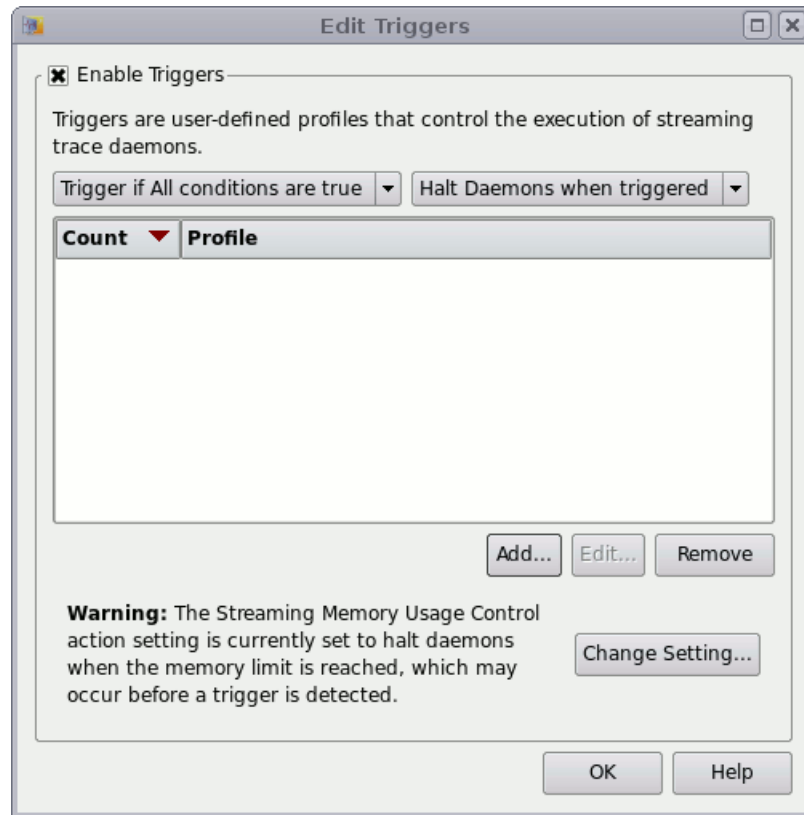 Edit Triggers
Enable Triggers
Triggers are user-defined profiles that control the execution of streaming
trace daemons.
Trigger if All conditions are true
Halt Daemons when triggered
Count
Profile
Add...
Edit...
Remove
Warning: The Streaming Memory Usage Control
action setting is currently set to halt daemons
when the memory limit is reached, which may
occur before a trigger is detected.
Change Setting...
OK
Help